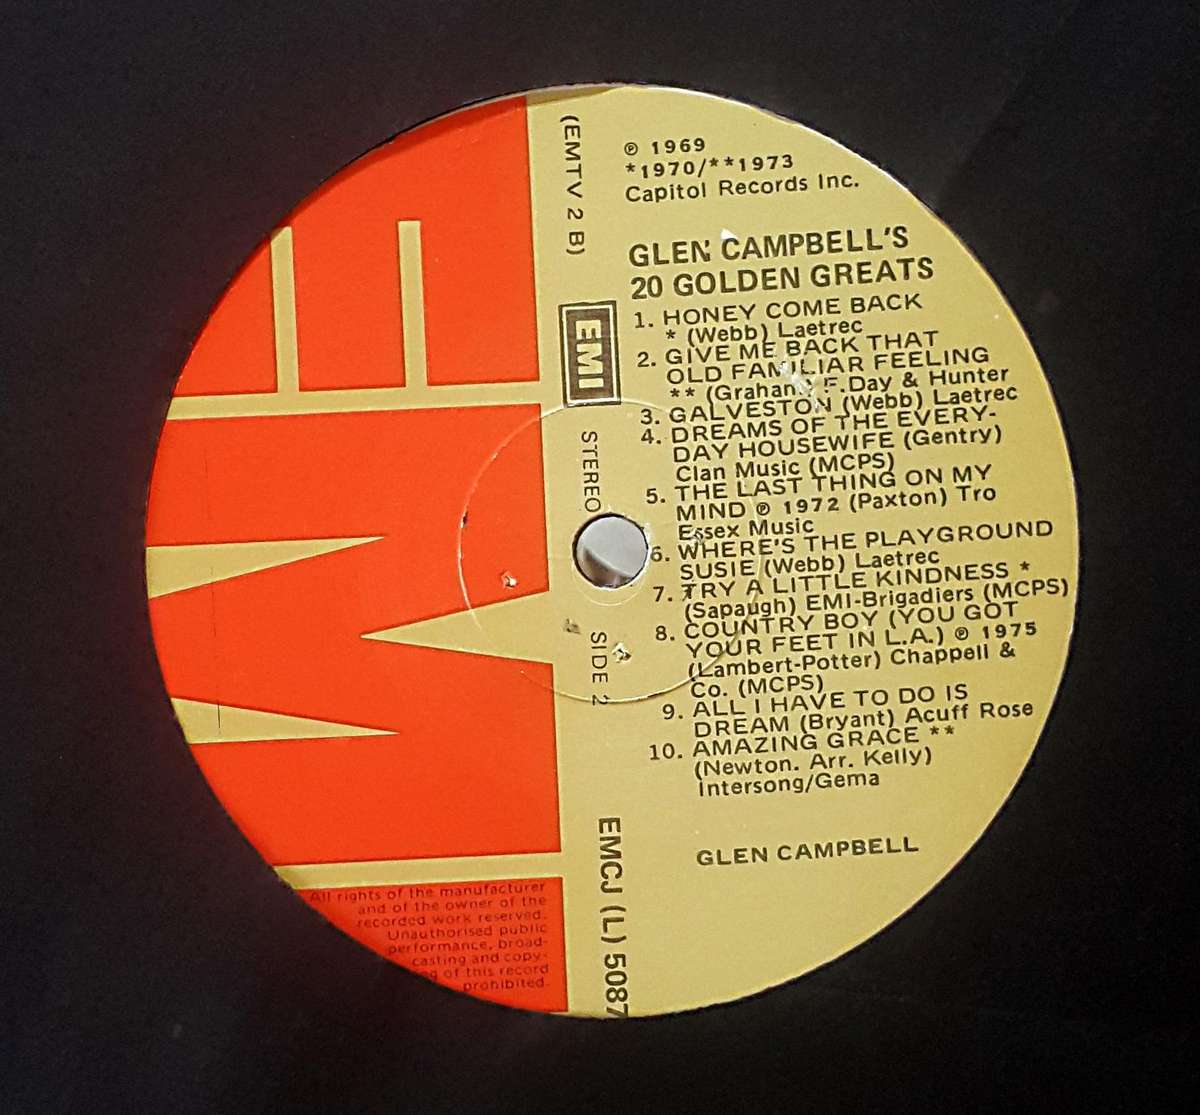 ℗ 1969
*1970/**1973
Capitol Records Inc.
GLEN CAMPBELL'S
20 GOLDEN GREATS
1. HONEY COME BACK
* (Webb) Laetrec
2. GIVE ME BACK THAT
OLD FAMILIAR FEELING
** (Graham) F.Day & Hunter
3. GALVESTON (Webb) Laetrec
4. DREAMS OF THE EVERY-
DAY HOUSEWIFE (Gentry)
Clan Music (MCPS)
5. THE LAST THING ON MY
MIND ℗ 1972 (Paxton) Tro
Essex Music
6. WHERE'S THE PLAYGROUND
SUSIE (Webb) Laetrec
7. TRY A LITTLE KINDNESS *
(Sapaugh) EMI-Brigadiers (MCPS)
8. COUNTRY BOY (YOU GOT
YOUR FEET IN L.A.) ℗ 1975
(Lambert-Potter) Chappell &
Co. (MCPS)
9. ALL I HAVE TO DO IS
DREAM (Bryant) Acuff Rose
10. AMAZING GRACE **
(Newton. Arr. Kelly)
Intersong/Gema
GLEN CAMPBELL
(EMTV 2 B)
EMI
STEREO
SIDE 2
EMCJ (L) 5087
EMI
All rights of the manufacturer
and of the owner of the
recorded work reserved.
Unauthorised public
performance, broad-
casting and copy-
of this record
prohibited.